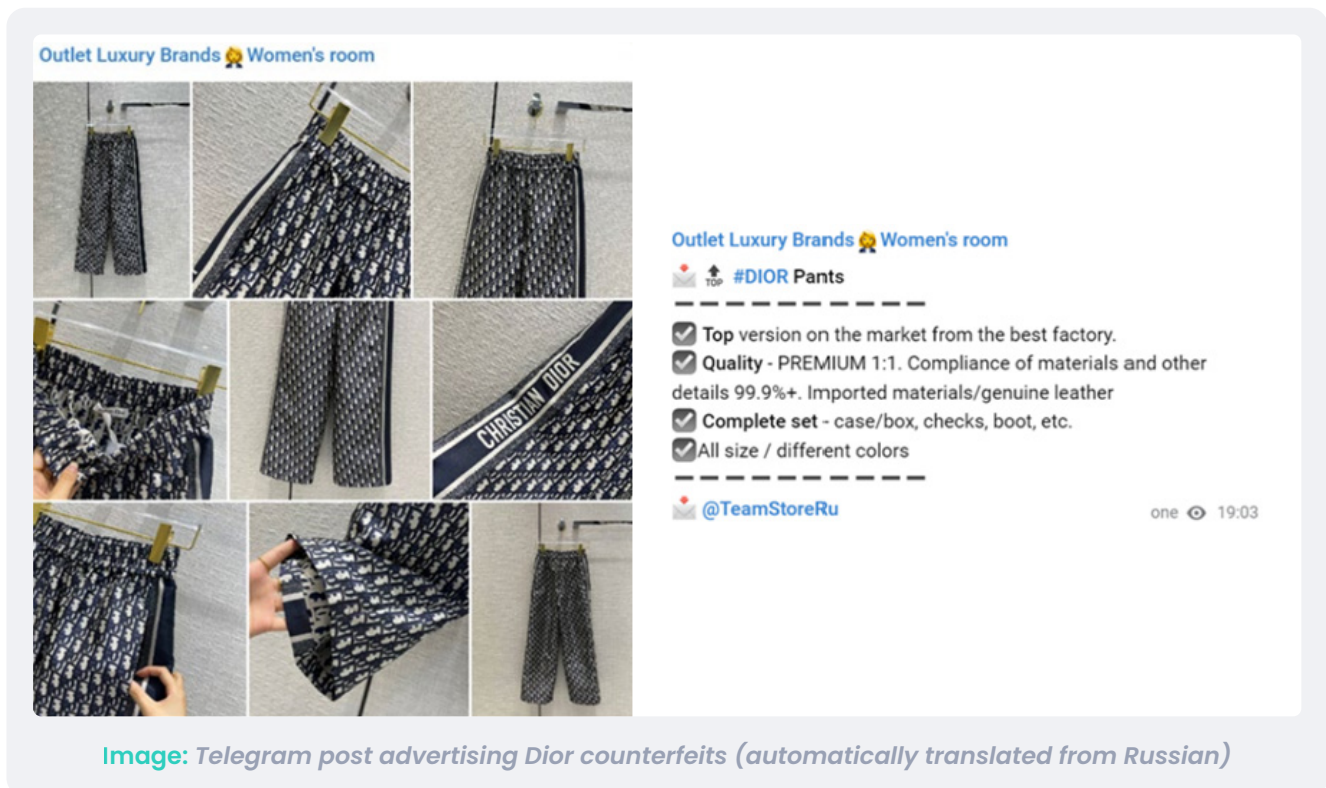 Outlet Luxury Brands🤵Women's room
CHRISTIAN DIOR
Outlet Luxury Brands🤵Women's room
📩 🔝 #DIOR Pants
— — — — — — — — — —
☑ Top version on the market from the best factory.
☑ Quality - PREMIUM 1:1. Compliance of materials and other
details 99.9%+. Imported materials/genuine leather
☑ Complete set - case/box, checks, boot, etc.
☑All size / different colors
— — — — — — — — — —
📩 @TeamStoreRu
one 👁 19:03
Image: Telegram post advertising Dior counterfeits (automatically translated from Russian)